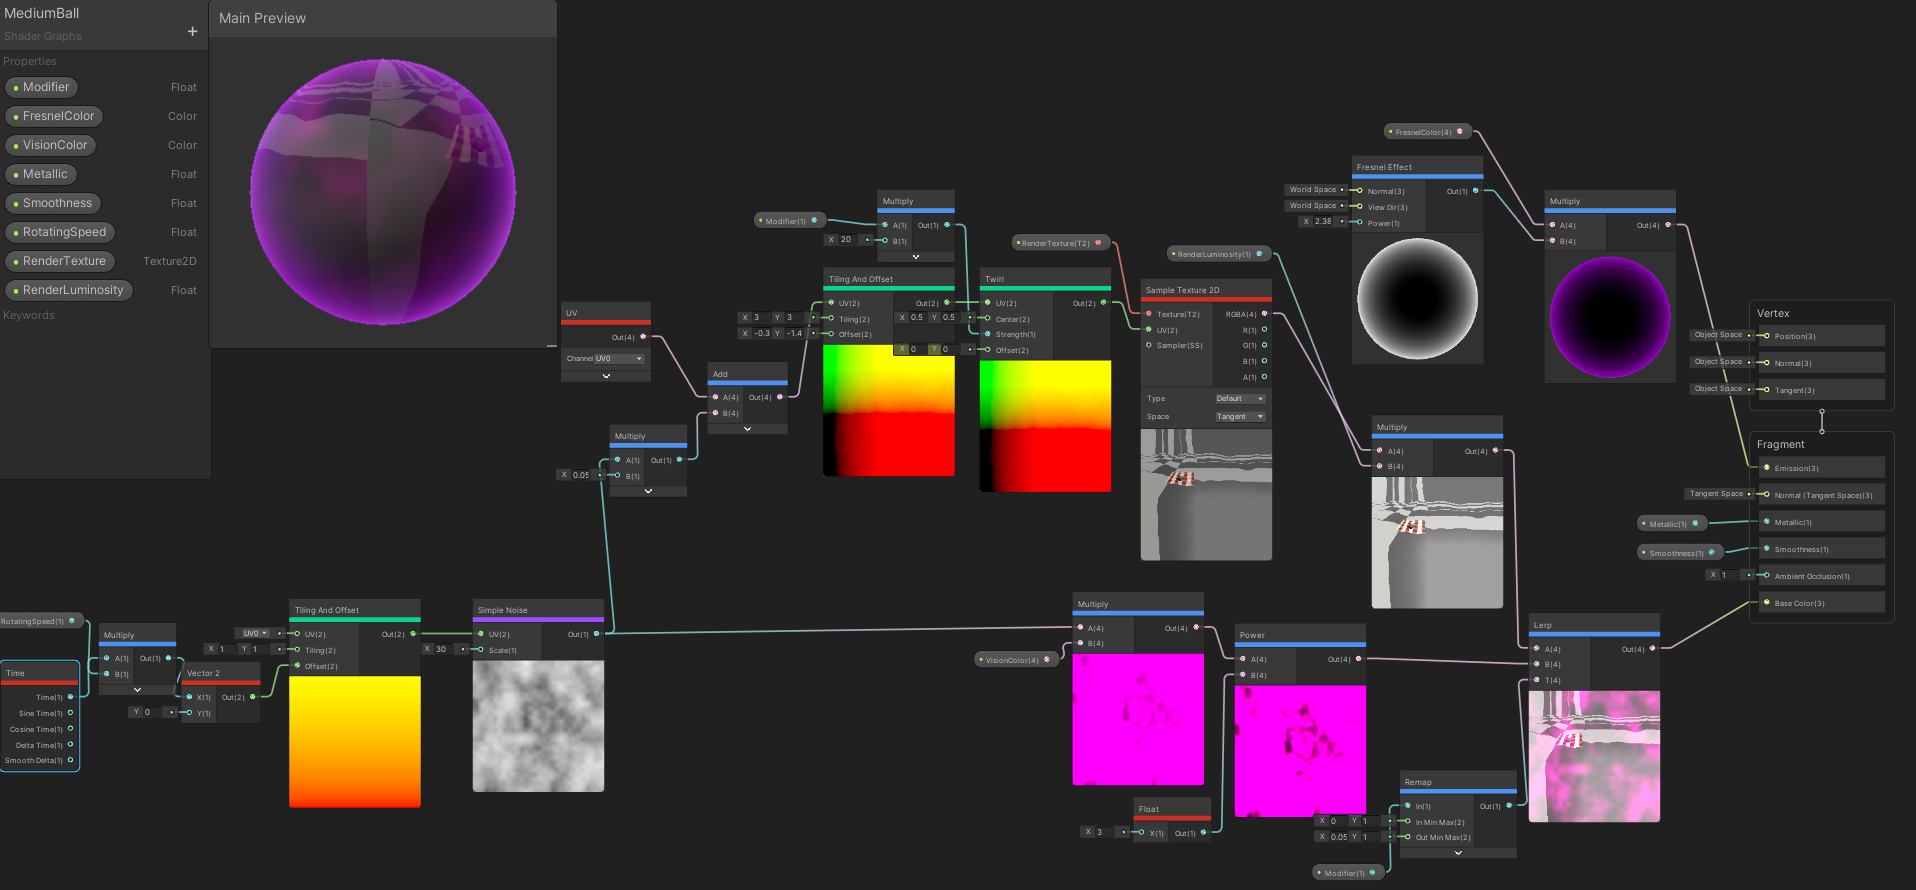 MediumBall
Shader Graphs
+
Properties
Modifier Float
FresnelColor Color
VisionColor Color
Metallic Float
Smoothness Float
RotatingSpeed Float
RenderTexture Texture2D
RenderLuminosity Float
Keywords
Main Preview
UV
Out(4)
Channel UV0
Multiply
A(1) Out(1)
X 0.05 B(1)
Add
A(4) Out(4)
B(4)
Modifier(1)
Multiply
A(1) Out(1)
X 20 B(1)
Tiling And Offset
UV(2) Out(2)
X 3 Y 3 Tiling(2)
X -0.3 Y -1.4 Offset(2)
Twirl
UV(2) Out(2)
X 0.5 Y 0.5 Center(2)
Strength(1)
X 0 Y 0 Offset(2)
RenderTexture(T2)
Sample Texture 2D
Texture(T2) RGBA(4)
UV(2) R(1)
Sampler(SS) G(1)
B(1)
A(1)
Type Default
Space Tangent
RenderLuminosity(1)
FresnelColor(4)
Fresnel Effect
World Space Normal(3) Out(1)
World Space View Dir(3)
X 2.38 Power(1)
Multiply
A(4) Out(4)
B(4)
Multiply
A(4) Out(4)
B(4)
Vertex
Object Space Position(3)
Object Space Normal(3)
Object Space Tangent(3)
Fragment
Emission(3)
Tangent Space Normal (Tangent Space)(3)
Metallic(1) Metallic(1)
Smoothness(1) Smoothness(1)
X 1 Ambient Occlusion(1)
Base Color(3)
RotatingSpeed(1)
Time
Time(1)
Sine Time(1)
Cosine Time(1)
Delta Time(1)
Smooth Delta(1)
Multiply
A(1) Out(1)
B(1)
Vector 2
X(1) Out(2)
Y 0 Y(1)
Tiling And Offset
UV0 UV(2) Out(2)
X 1 Y 1 Tiling(2)
Offset(2)
Simple Noise
UV(2) Out(1)
X 30 Scale(1)
VisionColor(4)
Multiply
A(4) Out(4)
B(4)
Power
A(4) Out(4)
B(4)
Float
X 3 X(1) Out(1)
Remap
In(1) Out(1)
X 0 Y 1 In Min Max(2)
X 0.05 Y 1 Out Min Max(2)
Modifier(1)
Lerp
A(4) Out(4)
B(4)
T(4)